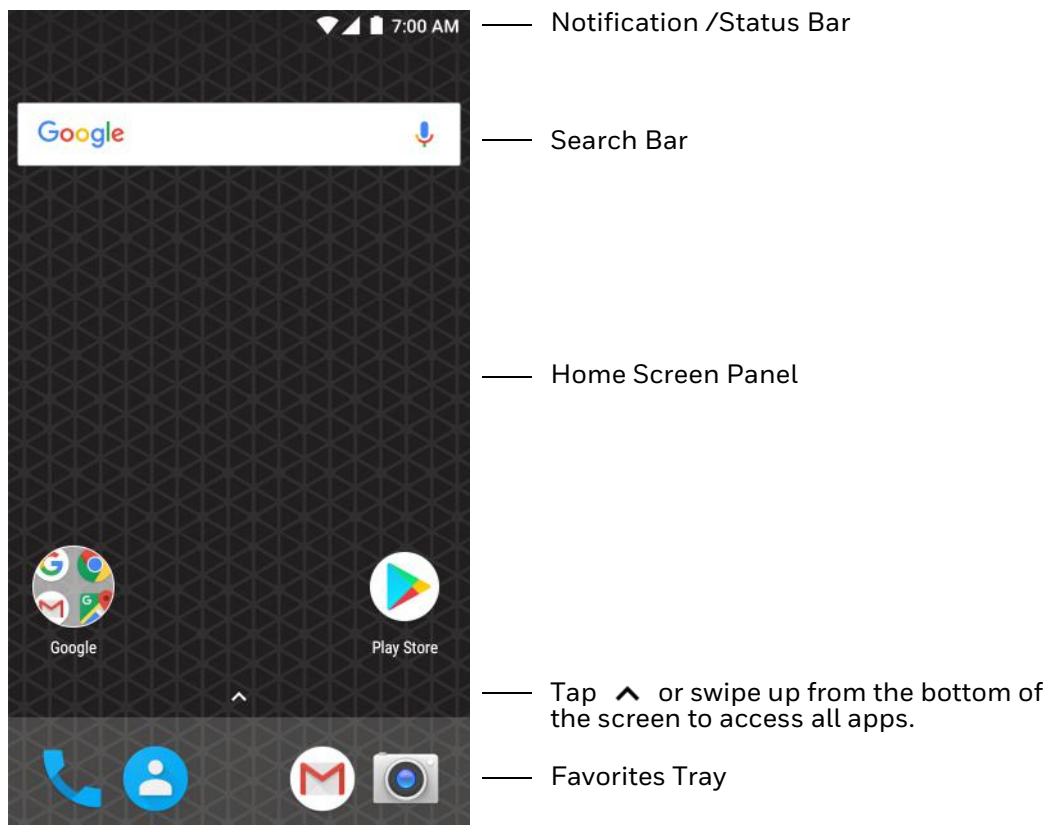 7:00 AM
Notification /Status Bar
Google
Search Bar
Home Screen Panel
Google
Play Store
Tap ^ or swipe up from the bottom of
the screen to access all apps.
Favorites Tray